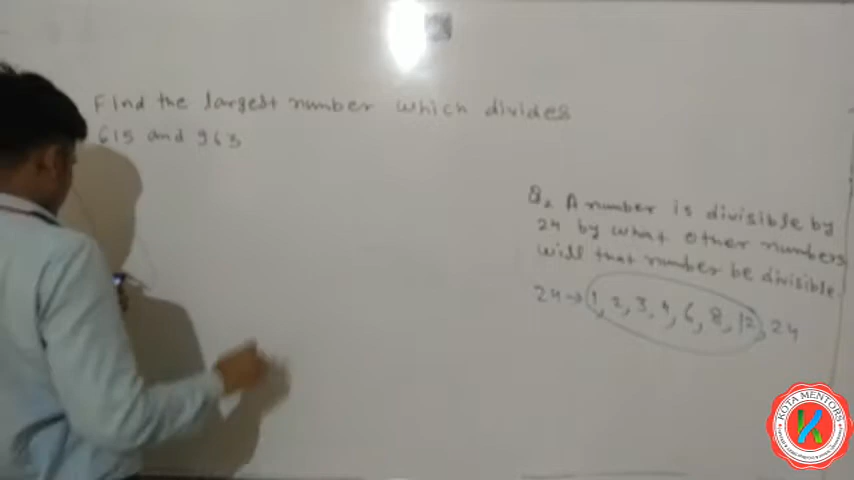 Find the largest number which divides
615 and 963
Q. A number is divisible by
24 by what other numbers
will that number be divisible
24 → 1, 2, 3, 4, 6, 8, 12, 24
KOTA MENTORS